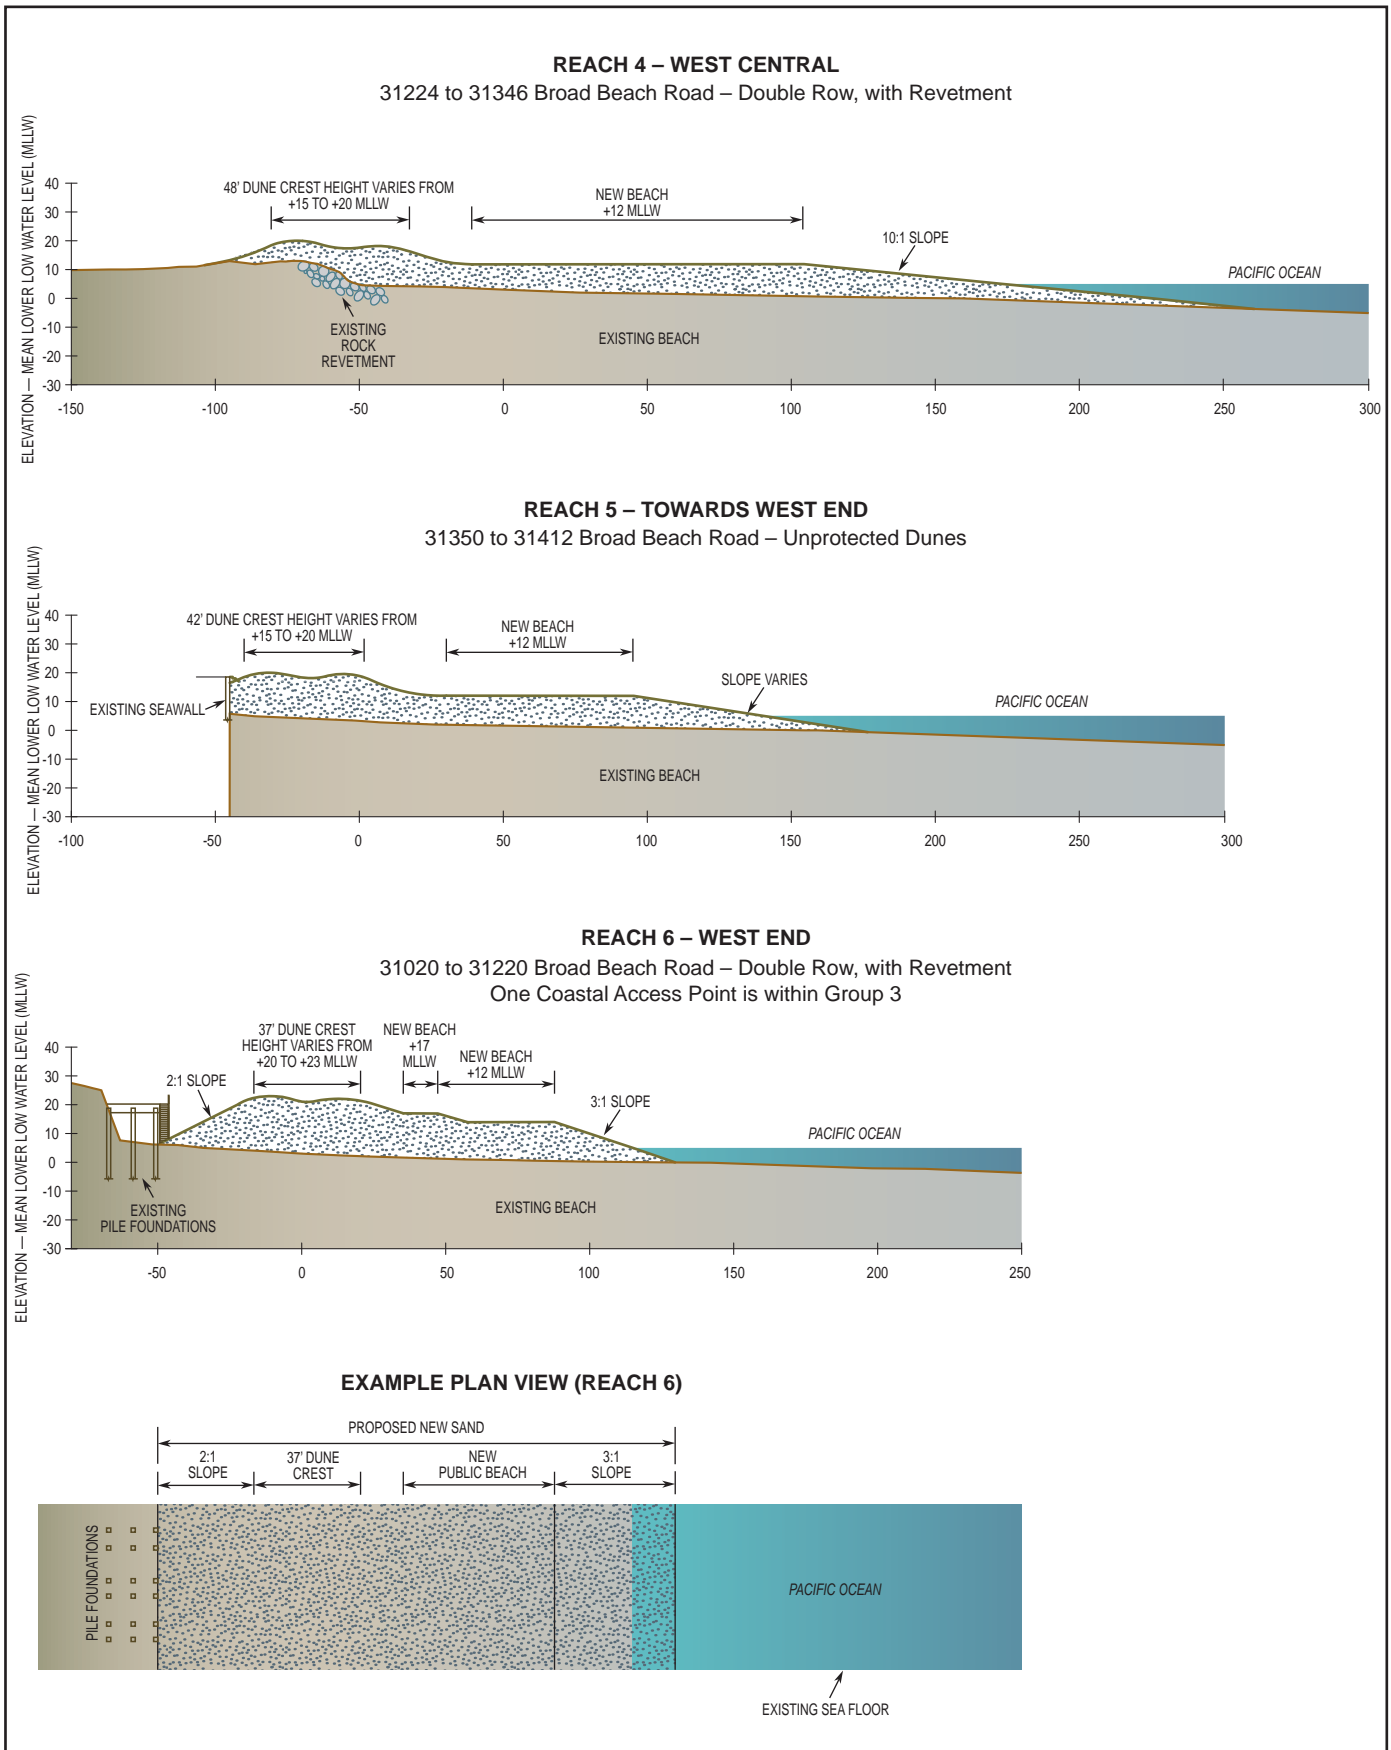 REACH 4 – WEST CENTRAL
31224 to 31346 Broad Beach Road – Double Row, with Revetment
ELEVATION — MEAN LOWER LOW WATER LEVEL (MLLW)
40
30
20
10
0
-10
-20
-30
48' DUNE CREST HEIGHT VARIES FROM
+15 TO +20 MLLW
NEW BEACH
+12 MLLW
10:1 SLOPE
PACIFIC OCEAN
EXISTING
ROCK
REVETMENT
EXISTING BEACH
-150
-100
-50
0
50
100
150
200
250
300
REACH 5 – TOWARDS WEST END
31350 to 31412 Broad Beach Road – Unprotected Dunes
ELEVATION — MEAN LOWER LOW WATER LEVEL (MLLW)
40
30
20
10
0
-10
-20
-30
42' DUNE CREST HEIGHT VARIES FROM
+15 TO +20 MLLW
NEW BEACH
+12 MLLW
SLOPE VARIES
PACIFIC OCEAN
EXISTING SEAWALL
EXISTING BEACH
-100
-50
0
50
100
150
200
250
300
REACH 6 – WEST END
31020 to 31220 Broad Beach Road – Double Row, with Revetment
One Coastal Access Point is within Group 3
ELEVATION — MEAN LOWER LOW WATER LEVEL (MLLW)
40
30
20
10
0
-10
-20
-30
37' DUNE CREST
HEIGHT VARIES FROM
+20 TO +23 MLLW
NEW BEACH
+17
MLLW
NEW BEACH
+12 MLLW
2:1 SLOPE
3:1 SLOPE
PACIFIC OCEAN
EXISTING
PILE FOUNDATIONS
EXISTING BEACH
-50
0
50
100
150
200
250
EXAMPLE PLAN VIEW (REACH 6)
PROPOSED NEW SAND
2:1
SLOPE
37' DUNE
CREST
NEW
PUBLIC BEACH
3:1
SLOPE
PILE FOUNDATIONS
PACIFIC OCEAN
EXISTING SEA FLOOR